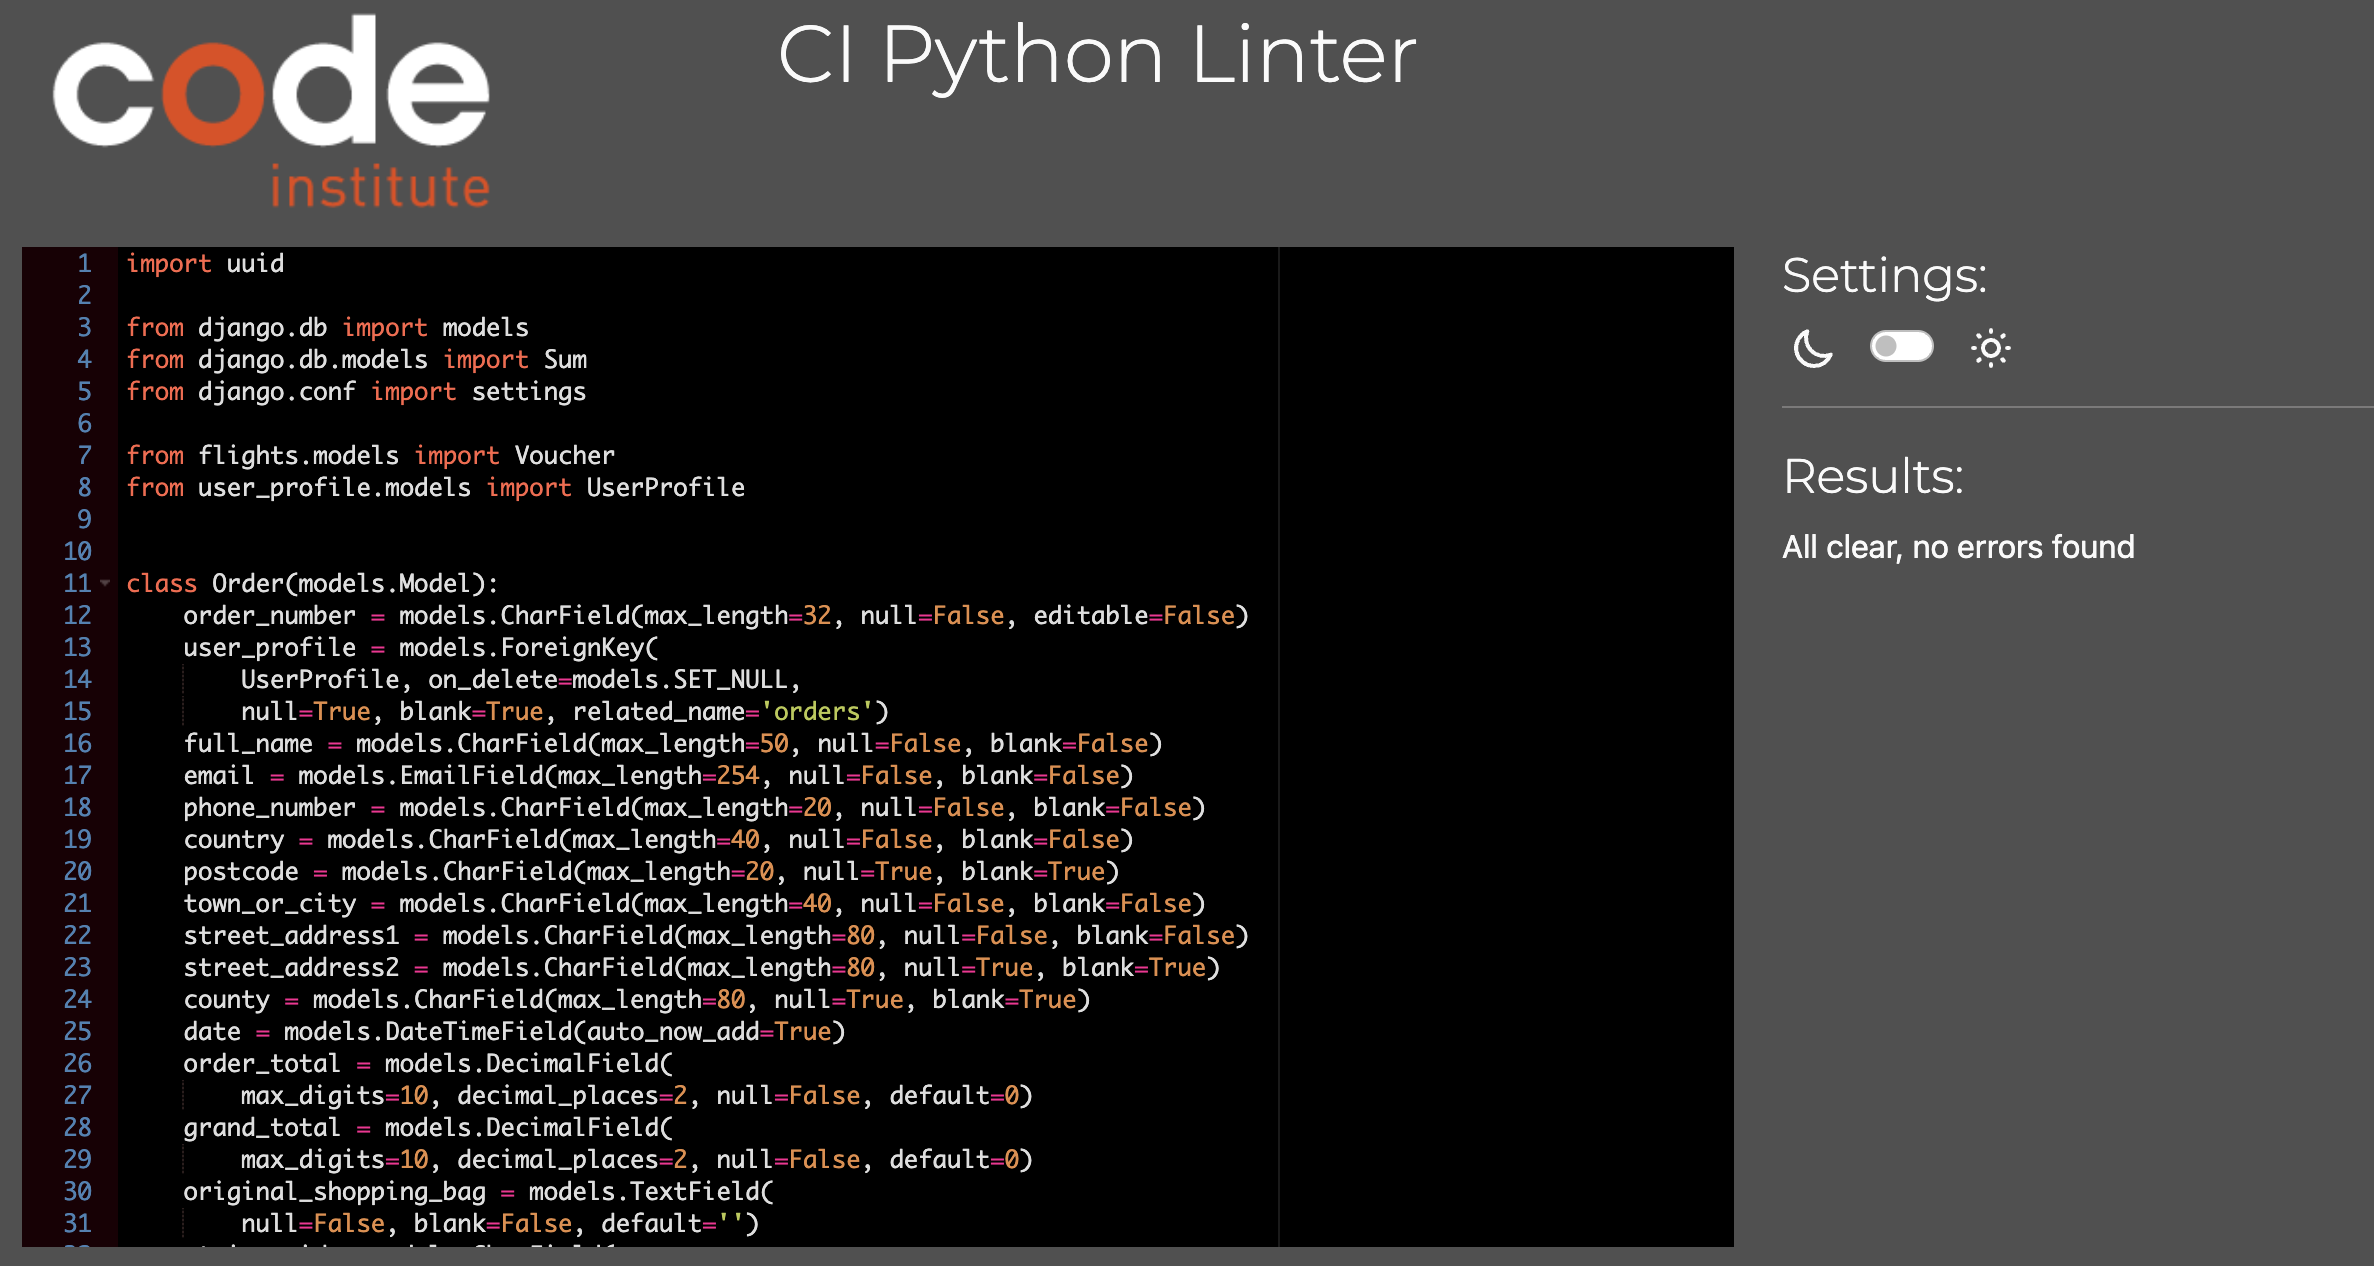 code
institute
CI Python Linter
1 import uuid
2
3 from django.db import models
4 from django.db.models import Sum
5 from django.conf import settings
6
7 from flights.models import Voucher
8 from user_profile.models import UserProfile
9
10
11 class Order(models.Model):
12     order_number = models.CharField(max_length=32, null=False, editable=False)
13     user_profile = models.ForeignKey(
14         UserProfile, on_delete=models.SET_NULL,
15         null=True, blank=True, related_name='orders')
16     full_name = models.CharField(max_length=50, null=False, blank=False)
17     email = models.EmailField(max_length=254, null=False, blank=False)
18     phone_number = models.CharField(max_length=20, null=False, blank=False)
19     country = models.CharField(max_length=40, null=False, blank=False)
20     postcode = models.CharField(max_length=20, null=True, blank=True)
21     town_or_city = models.CharField(max_length=40, null=False, blank=False)
22     street_address1 = models.CharField(max_length=80, null=False, blank=False)
23     street_address2 = models.CharField(max_length=80, null=True, blank=True)
24     county = models.CharField(max_length=80, null=True, blank=True)
25     date = models.DateTimeField(auto_now_add=True)
26     order_total = models.DecimalField(
27         max_digits=10, decimal_places=2, null=False, default=0)
28     grand_total = models.DecimalField(
29         max_digits=10, decimal_places=2, null=False, default=0)
30     original_shopping_bag = models.TextField(
31         null=False, blank=False, default='')
Settings:
Results:
All clear, no errors found